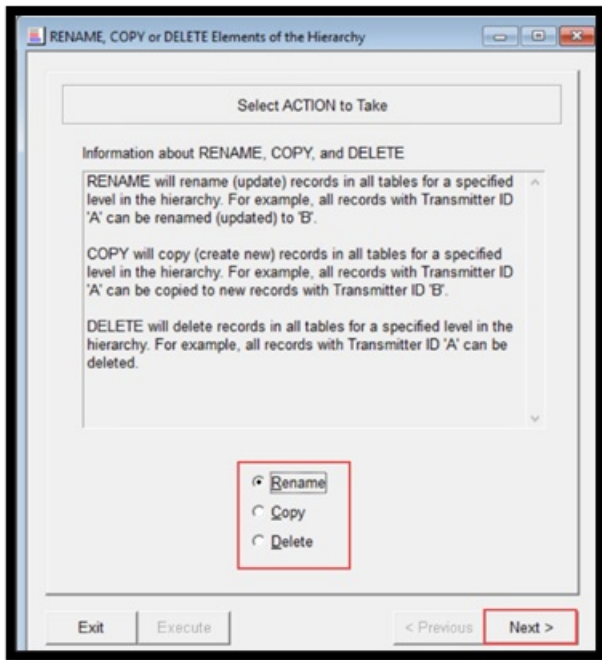 RENAME, COPY or DELETE Elements of the Hierarchy
Select ACTION to Take
Information about RENAME, COPY, and DELETE
RENAME will rename (update) records in all tables for a specified
level in the hierarchy. For example, all records with Transmitter ID
'A' can be renamed (updated) to 'B'.
COPY will copy (create new) records in all tables for a specified
level in the hierarchy. For example, all records with Transmitter ID
'A' can be copied to new records with Transmitter ID 'B'.
DELETE will delete records in all tables for a specified level in the
hierarchy. For example, all records with Transmitter ID 'A' can be
deleted.
Rename
Copy
Delete
Exit Execute < Previous Next >